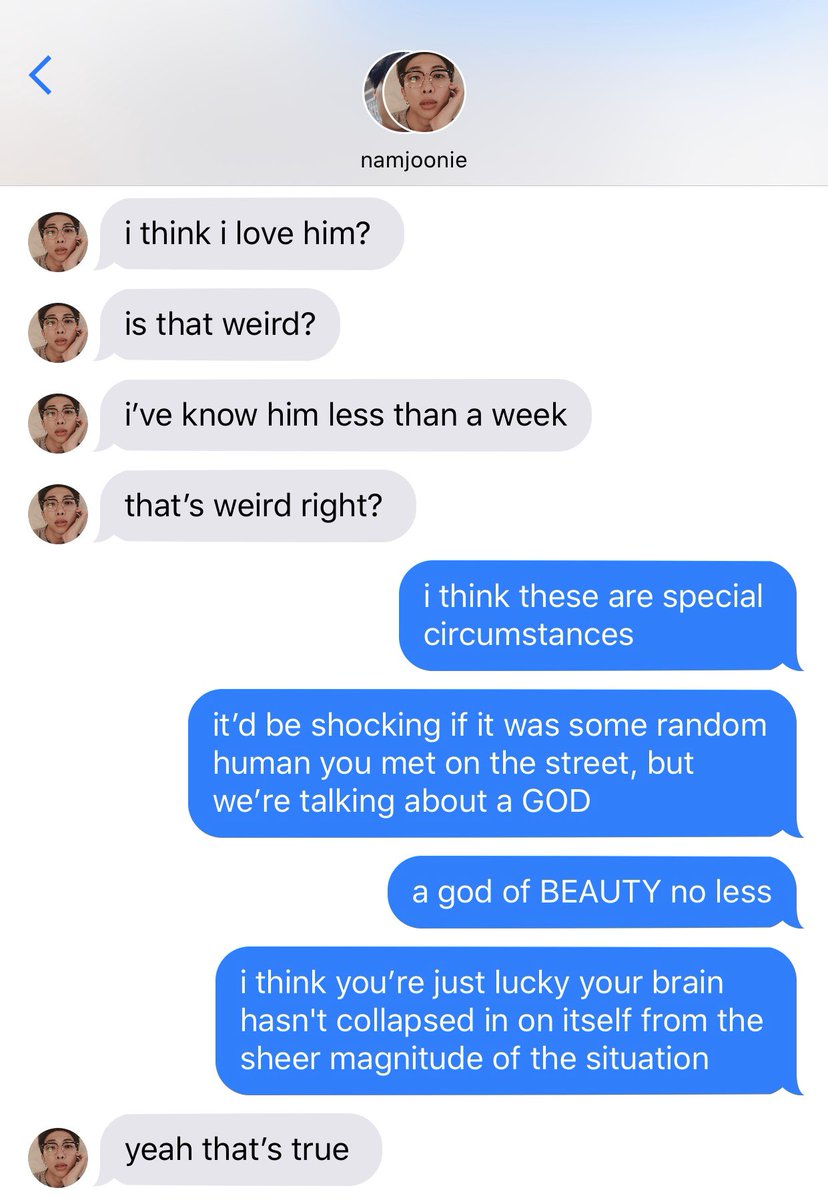 namjoonie
i think i love him?
is that weird?
i've know him less than a week
that's weird right?
i think these are special
circumstances
it'd be shocking if it was some random
human you met on the street, but
we're talking about a GOD
a god of BEAUTY no less
i think you're just lucky your brain
hasn't collapsed in on itself from the
sheer magnitude of the situation
yeah that's true